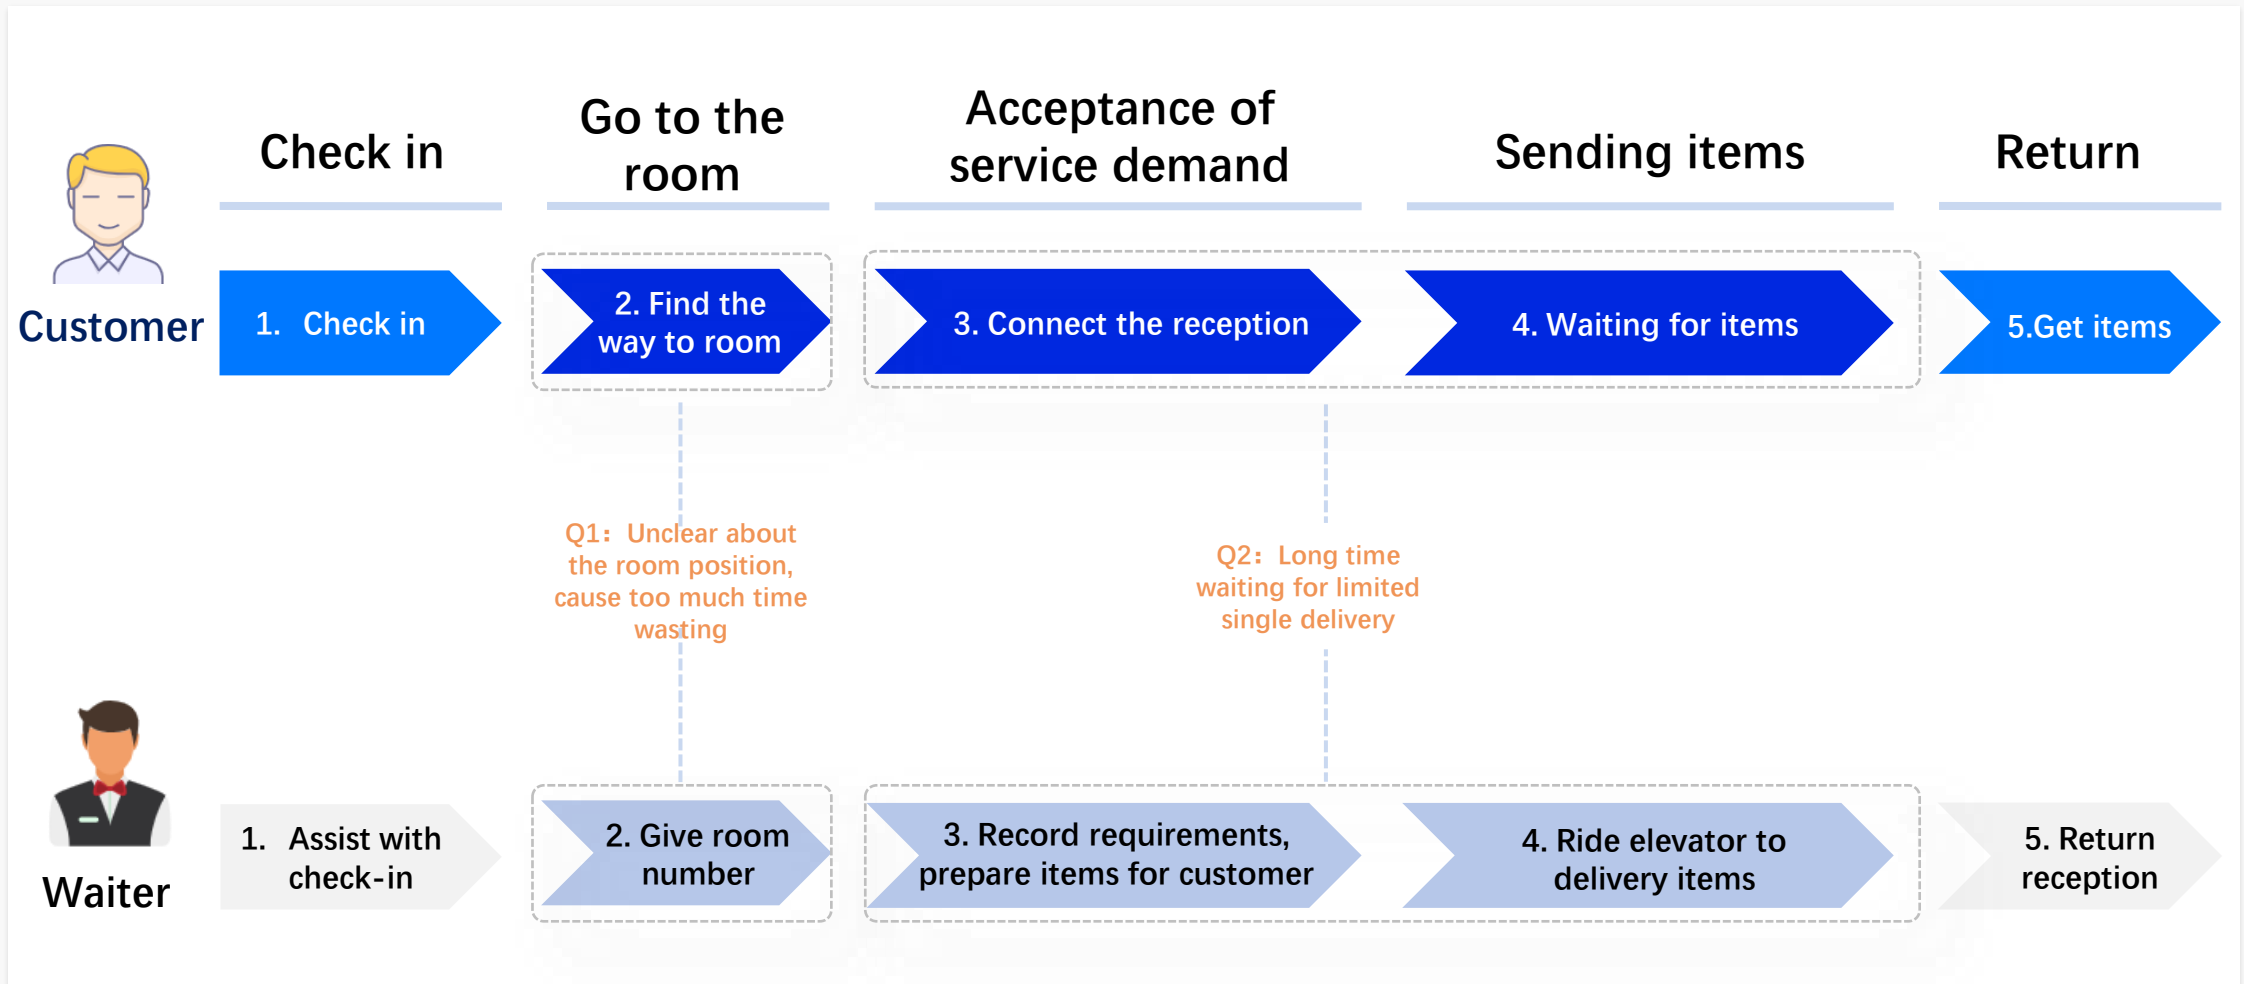 Check in
Go to the
room
Acceptance of
service demand
Sending items
Return
Customer
1. Check in
2. Find the
way to room
3. Connect the reception
4. Waiting for items
5.Get items
Q1: Unclear about
the room position,
cause too much time
wasting
Q2: Long time
waiting for limited
single delivery
Waiter
1. Assist with
check-in
2. Give room
number
3. Record requirements,
prepare items for customer
4. Ride elevator to
delivery items
5. Return
reception